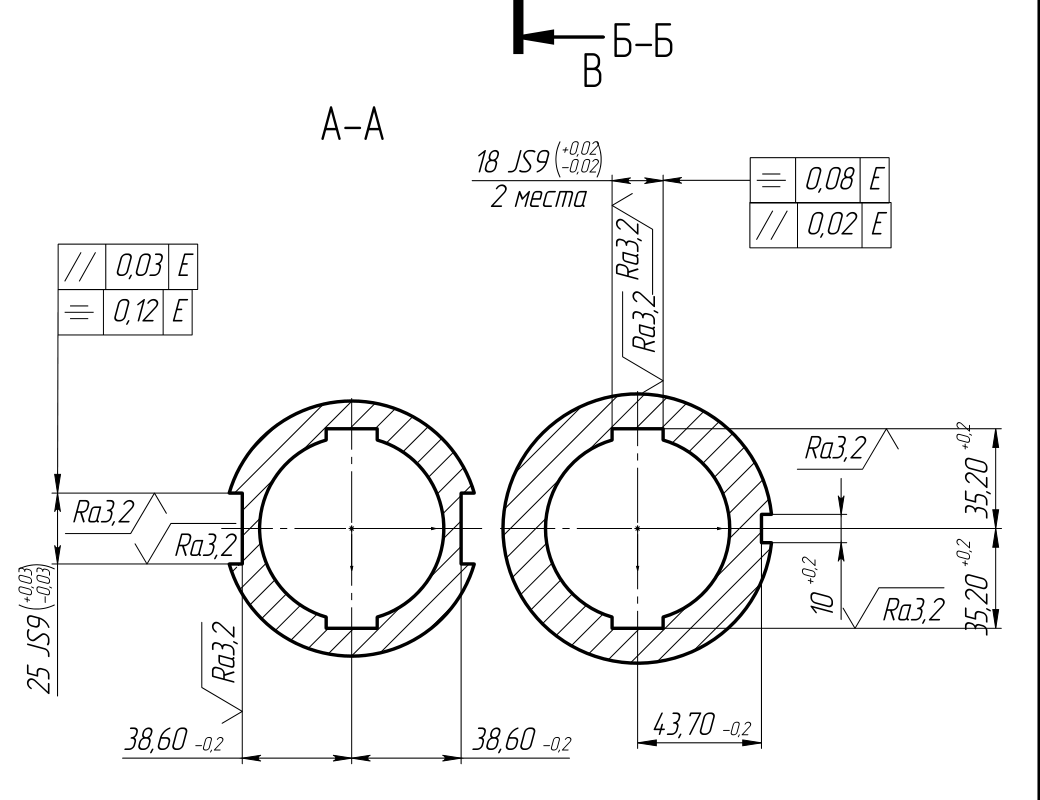 Б-Б
В
А-А
18 JS9 (+0,02 -0,02)
2 места
0,08 Е
// 0,02 Е
// 0,03 Е
0,12 Е
Ra3,2
Ra3,2
Ra3,2
Ra3,2
Ra3,2
Ra3,2
Ra3,2
35,20 +0,2
35,20 +0,2
10 +0,2
25 JS9 (+0,03 -0,03)
38,60 -0,2
38,60 -0,2
43,70 -0,2